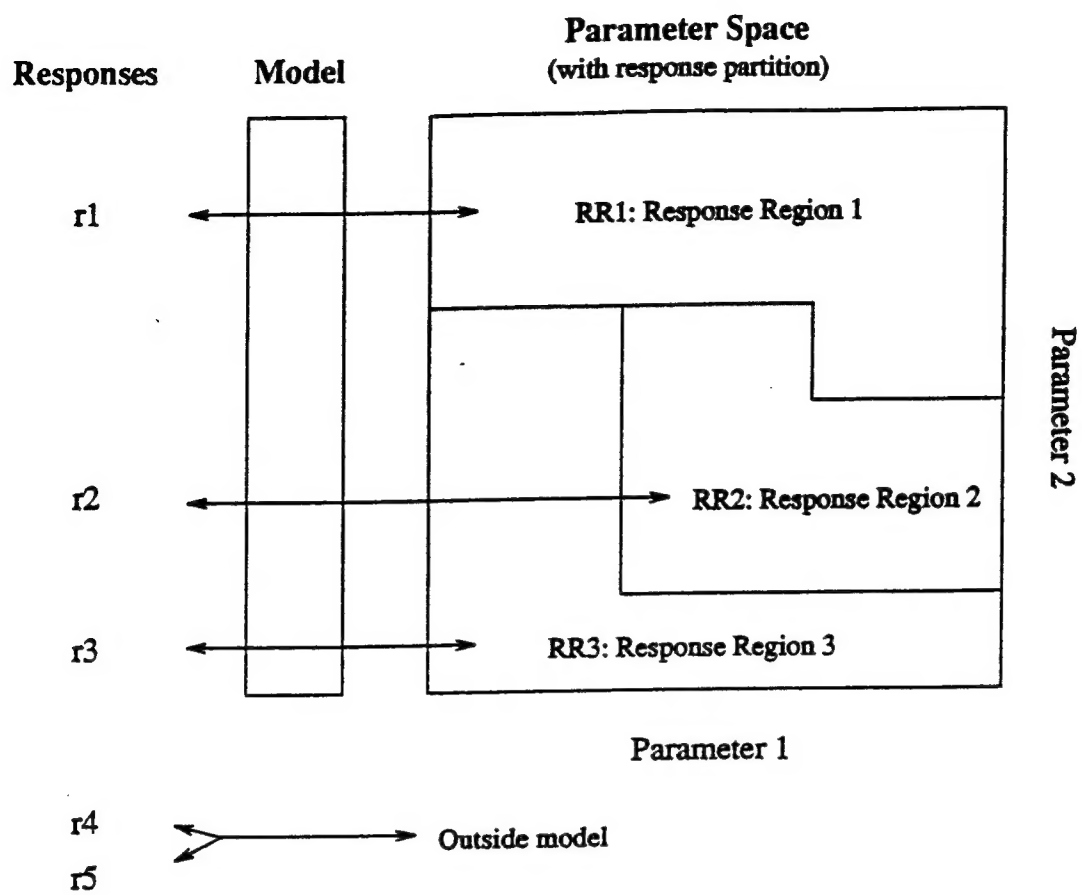 Parameter Space
(with response partition)
Responses
Model
r1
RR1: Response Region 1
Parameter 2
r2
RR2: Response Region 2
r3
RR3: Response Region 3
Parameter 1
r4
Outside model
r5